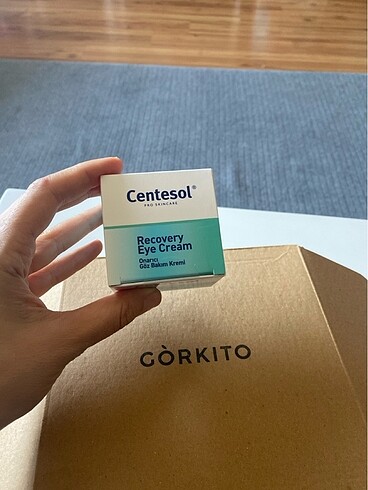 Centesol®
PRO SKINCARE
Recovery
Eye Cream
Onarıcı
Göz Bakım Kremi
GÒRKITO